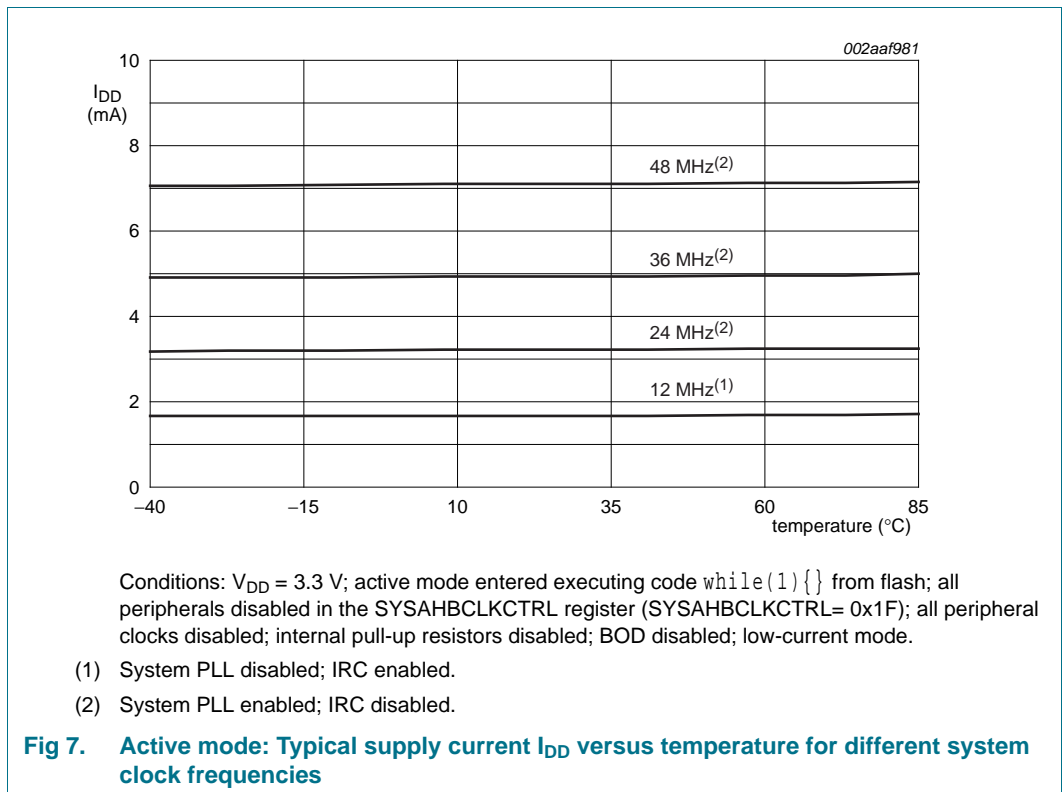 002aaf981
10
I_DD
(mA)
8
48 MHz(2)
6
36 MHz(2)
4
24 MHz(2)
2
12 MHz(1)
0
−40 −15 10 35 60 85
temperature (°C)
Conditions: V_DD = 3.3 V; active mode entered executing code while(1){} from flash; all
peripherals disabled in the SYSAHBCLKCTRL register (SYSAHBCLKCTRL= 0x1F); all peripheral
clocks disabled; internal pull-up resistors disabled; BOD disabled; low-current mode.
(1) System PLL disabled; IRC enabled.
(2) System PLL enabled; IRC disabled.
Fig 7. Active mode: Typical supply current I_DD versus temperature for different system
clock frequencies